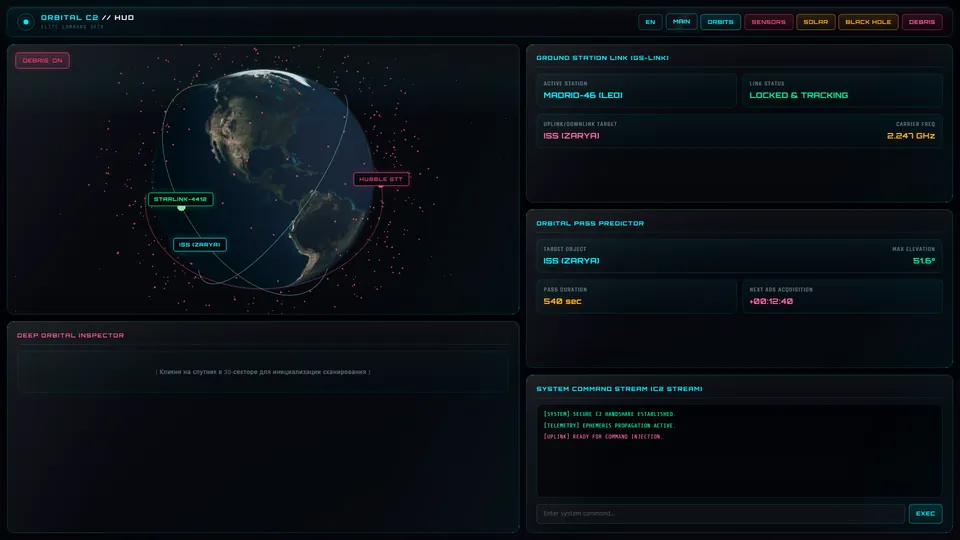 ORBITAL C2 // HUD
ELITE COMMAND DECK
EN
MAIN
ORBITS
SENSORS
SOLAR
BLACK HOLE
DEBRIS
DEBRIS ON
HUBBLE STT
STARLINK-4412
ISS (ZARYA)
DEEP ORBITAL INSPECTOR
[ Кликни на спутник в 3D-секторе для инициализации сканирования ]
GROUND STATION LINK (GS-LINK)
ACTIVE STATION
MADRID-46 (LEO)
LINK STATUS
LOCKED & TRACKING
UPLINK/DOWNLINK TARGET
ISS (ZARYA)
CARRIER FREQ
2.247 GHz
ORBITAL PASS PREDICTOR
TARGET OBJECT
ISS (ZARYA)
MAX ELEVATION
51.6°
PASS DURATION
540 sec
NEXT AOS ACQUISITION
+00:12:40
SYSTEM COMMAND STREAM (C2 STREAM)
[SYSTEM] SECURE C2 HANDSHAKE ESTABLISHED.
[TELEMETRY] EPHEMERIS PROPAGATION ACTIVE.
[UPLINK] READY FOR COMMAND INJECTION.
Enter system command...
EXEC